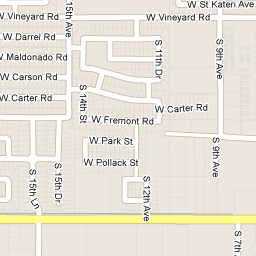 W St Kateri Ave
W. Vineyard Rd
W. Vineyard Rd
S 15th Ave
W. Darrel Rd
S 11th Dr
S 9th Ave
W. Maldonado Rd
W. Carson Rd
W. Carter Rd
S 14th St
W. Carter Rd
W. Fremont Rd
W. Park St
S 9th Ave
W. Pollack St
S 15th Ln
S 15th Dr.
S 12th Ave
S 7th